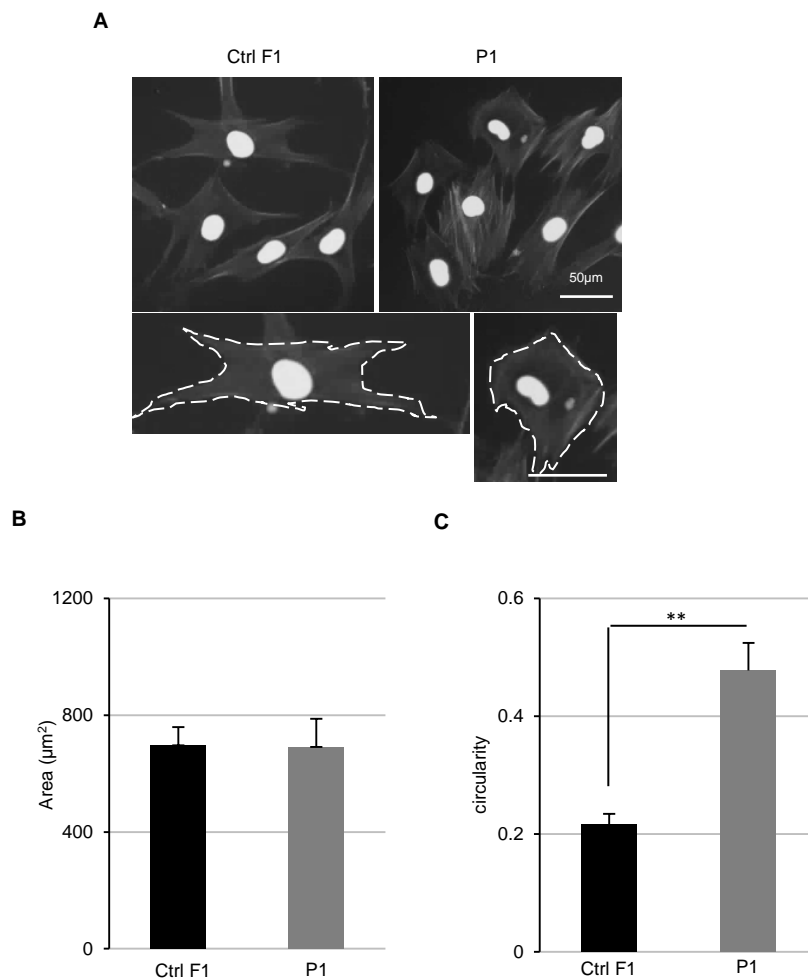 A
Ctrl F1
P1
50µm
B
1200
800
400
0
Area (µm²)
Ctrl F1
P1
C
0.6
0.4
0.2
0
circularity
**
Ctrl F1
P1